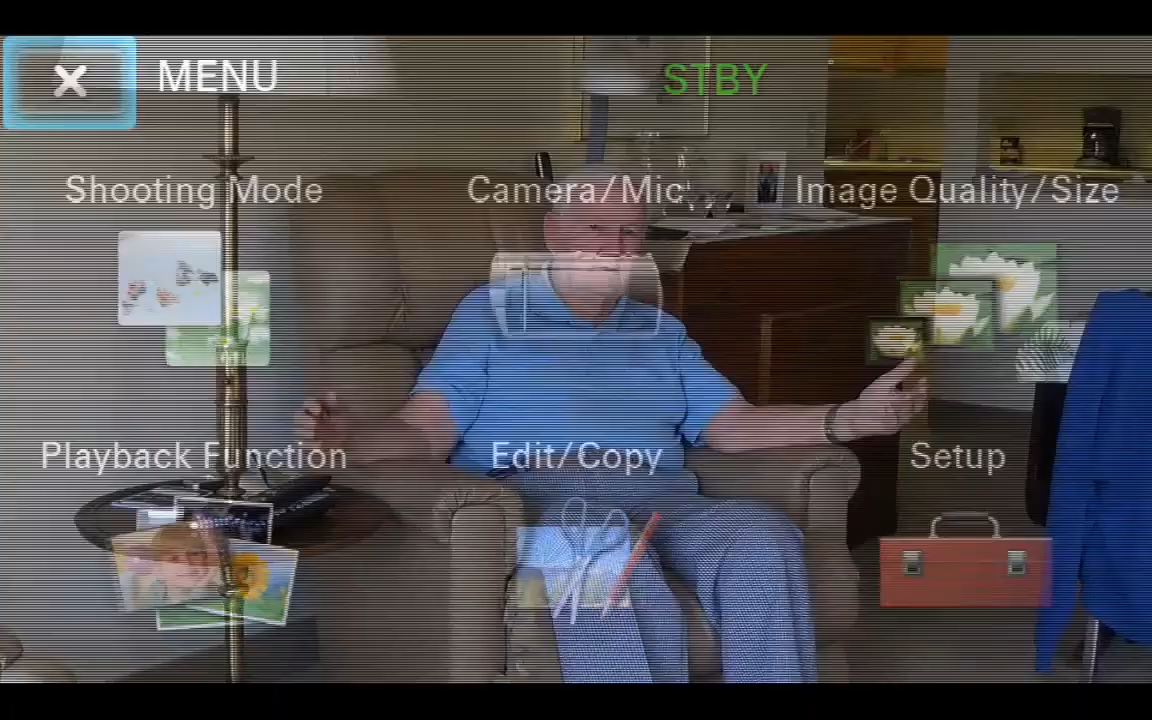 MENU
STBY
Shooting Mode
Camera/Mic
Image Quality/Size
Playback Function
Edit/Copy
Setup